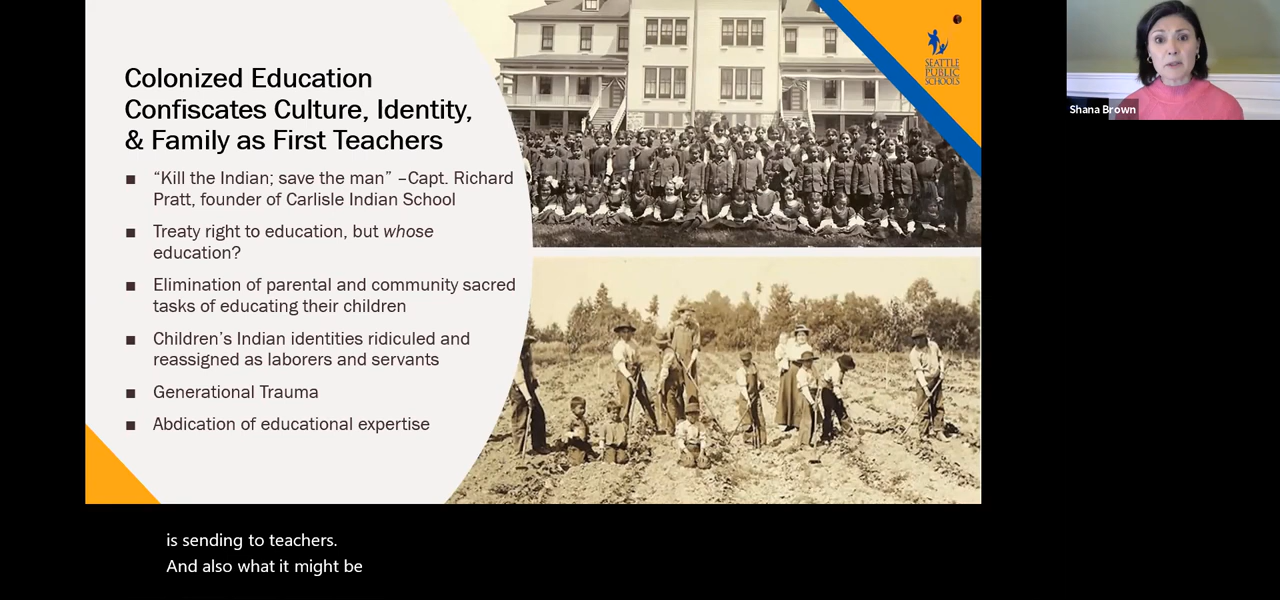 Colonized Education
Confiscates Culture, Identity,
& Family as First Teachers
▪ “Kill the Indian; save the man” –Capt. Richard
Pratt, founder of Carlisle Indian School
▪ Treaty right to education, but whose
education?
▪ Elimination of parental and community sacred
tasks of educating their children
▪ Children’s Indian identities ridiculed and
reassigned as laborers and servants
▪ Generational Trauma
▪ Abdication of educational expertise
SEATTLE
PUBLIC
SCHOOLS
Shana Brown
is sending to teachers.
And also what it might be